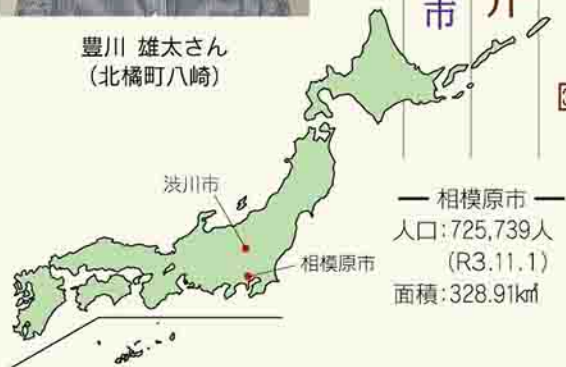 豊川 雄太さん
(北橘町八崎)
市
渋川市
相模原市
相模原市
人口:725,739人
(R3.11.1)
面積:328.91k㎡